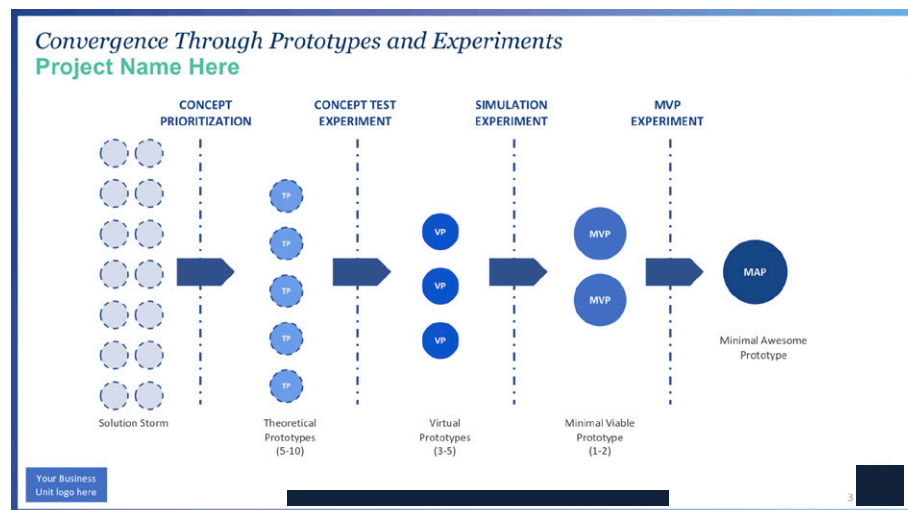 Convergence Through Prototypes and Experiments
Project Name Here
CONCEPT
PRIORITIZATION
CONCEPT TEST
EXPERIMENT
SIMULATION
EXPERIMENT
MVP
EXPERIMENT
TP
TP
TP
TP
TP
VP
VP
VP
MVP
MVP
MAP
Solution Storm
Theoretical
Prototypes
(5-10)
Virtual
Prototypes
(3-5)
Minimal Viable
Prototype
(1-2)
Minimal Awesome
Prototype
Your Business
Unit logo here
3